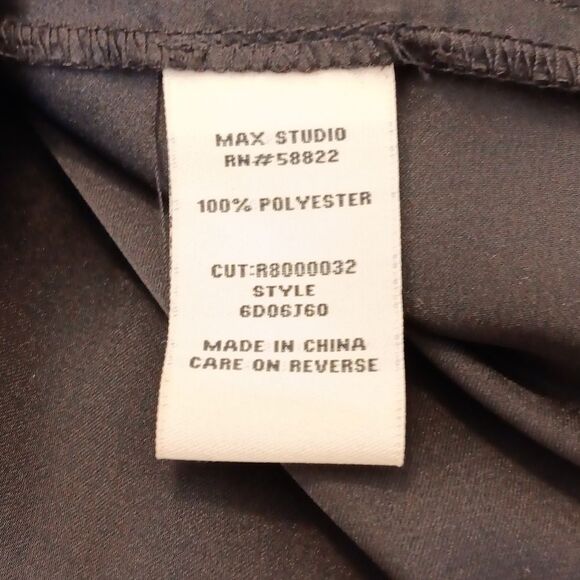 MAX STUDIO
RN#58822
100% POLYESTER
CUT:R8000032
STYLE
6D06J60
MADE IN CHINA
CARE ON REVERSE